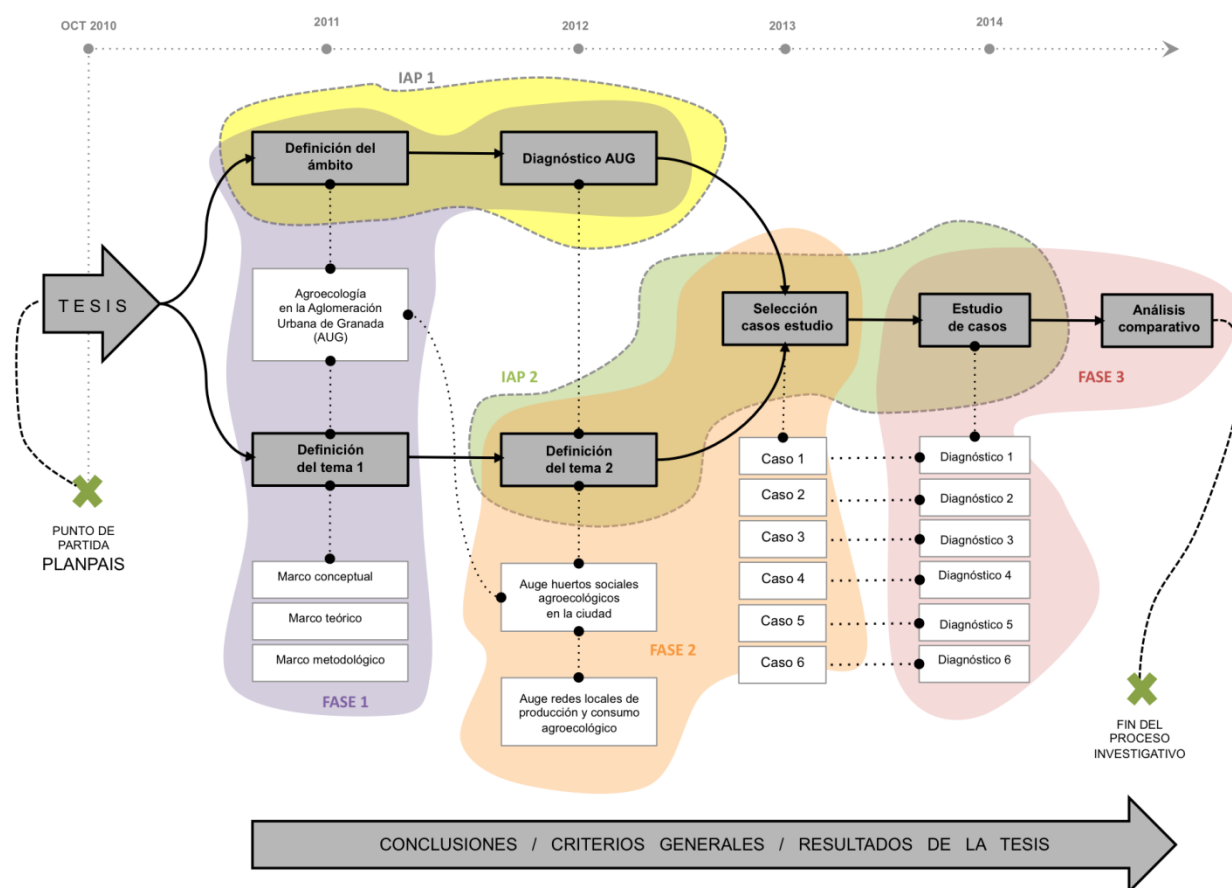 OCT 2010
2011
2012
2013
2014
IAP 1
Definición del
ámbito
Diagnóstico AUG
TESIS
Agroecología
en la Aglomeración
Urbana de Granada
(AUG)
Selección
casos estudio
Estudio
de casos
Análisis
comparativo
IAP 2
FASE 3
Definición
del tema 1
Definición
del tema 2
Caso 1
Caso 2
Caso 3
Caso 4
Caso 5
Caso 6
Diagnóstico 1
Diagnóstico 2
Diagnóstico 3
Diagnóstico 4
Diagnóstico 5
Diagnóstico 6
PUNTO DE
PARTIDA
PLANPAIS
Marco conceptual
Marco teórico
Marco metodológico
FASE 1
Auge huertos sociales
agroecológicos
en la ciudad
FASE 2
Auge redes locales de
producción y consumo
agroecológico
FIN DEL
PROCESO
INVESTIGATIVO
CONCLUSIONES / CRITERIOS GENERALES / RESULTADOS DE LA TESIS